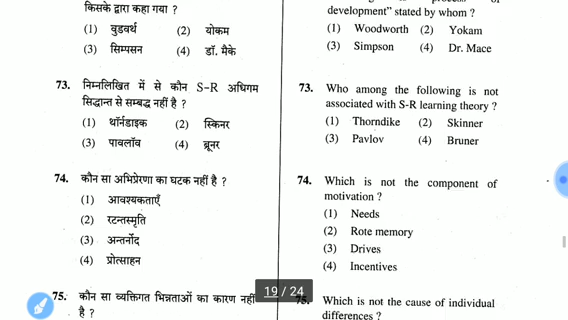 किसके द्वारा कहा गया ?
(1) वुडवर्थ (2) योकम
(3) सिम्पसन (4) डॉ. मैके
73. निम्नलिखित में से कौन S-R अधिगम
सिद्धान्त से सम्बद्ध नहीं है ?
(1) थॉर्नडाइक (2) स्किनर
(3) पावलॉव (4) ब्रूनर
74. कौन सा अभिप्रेरणा का घटक नहीं है ?
(1) आवश्यकताएँ
(2) रटन्तस्मृति
(3) अन्तर्नोद
(4) प्रोत्साहन
75. कौन सा व्यक्तिगत भिन्नताओं का कारण नहीं
है ?
development" stated by whom ?
(1) Woodworth (2) Yokam
(3) Simpson (4) Dr. Mace
73. Who among the following is not
associated with S-R learning theory ?
(1) Thorndike (2) Skinner
(3) Pavlov (4) Bruner
74. Which is not the component of
motivation ?
(1) Needs
(2) Rote memory
(3) Drives
(4) Incentives
75. Which is not the cause of individual
differences ?
19 / 24